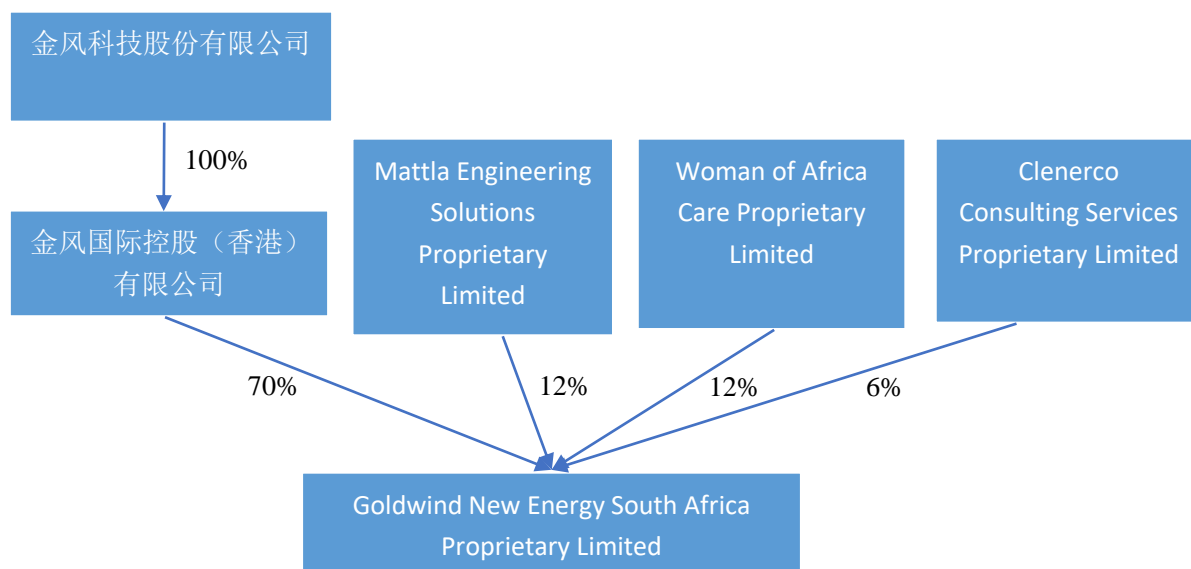 金风科技股份有限公司
100%
金风国际控股（香港）
有限公司
Mattla Engineering
Solutions
Proprietary
Limited
Woman of Africa
Care Proprietary
Limited
Clenerco
Consulting Services
Proprietary Limited
70%
12%
12%
6%
Goldwind New Energy South Africa
Proprietary Limited